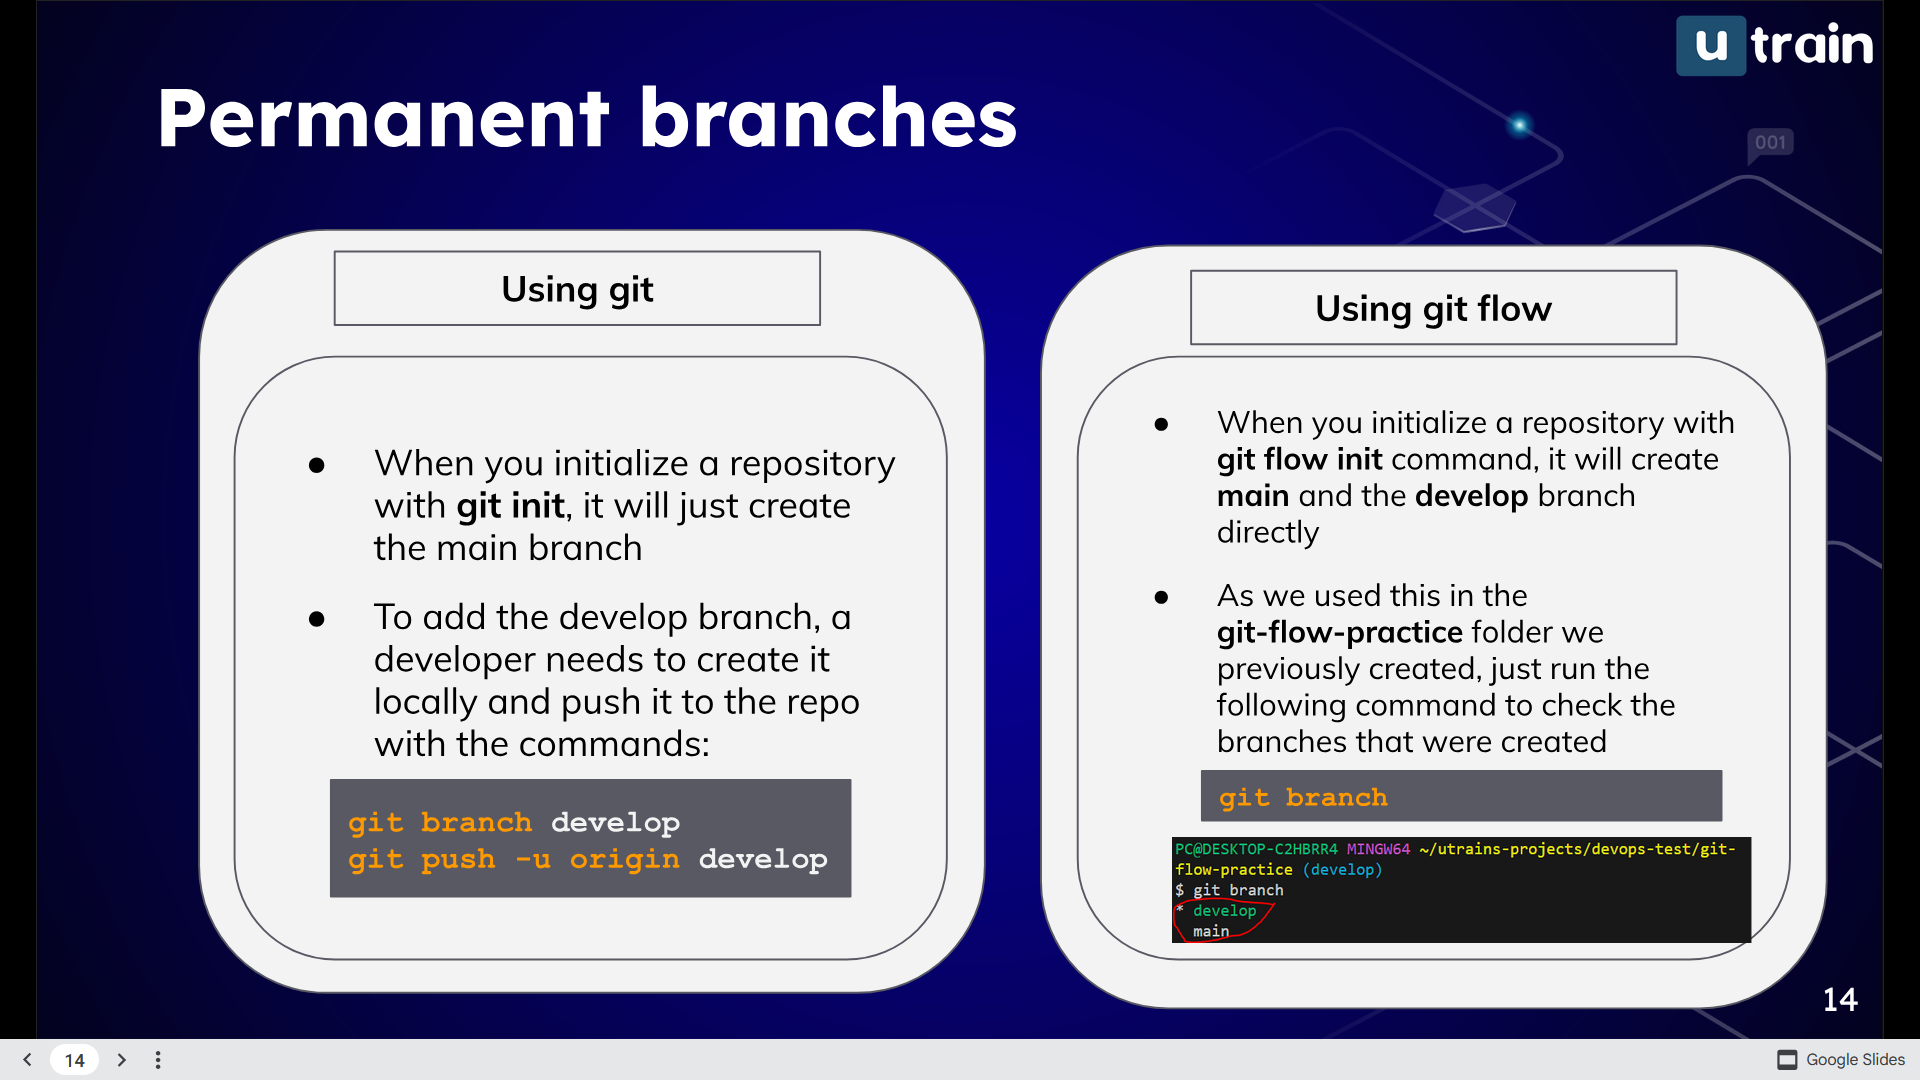 u train
Permanent branches
001
Using git
● When you initialize a repository
with git init, it will just create
the main branch
● To add the develop branch, a
developer needs to create it
locally and push it to the repo
with the commands:
git branch develop
git push -u origin develop
Using git flow
● When you initialize a repository with
git flow init command, it will create
main and the develop branch
directly
● As we used this in the
git-flow-practice folder we
previously created, just run the
following command to check the
branches that were created
git branch
PC@DESKTOP-C2HBRR4 MINGW64 ~/utrains-projects/devops-test/git-
flow-practice (develop)
$ git branch
* develop
main
14
14
Google Slides